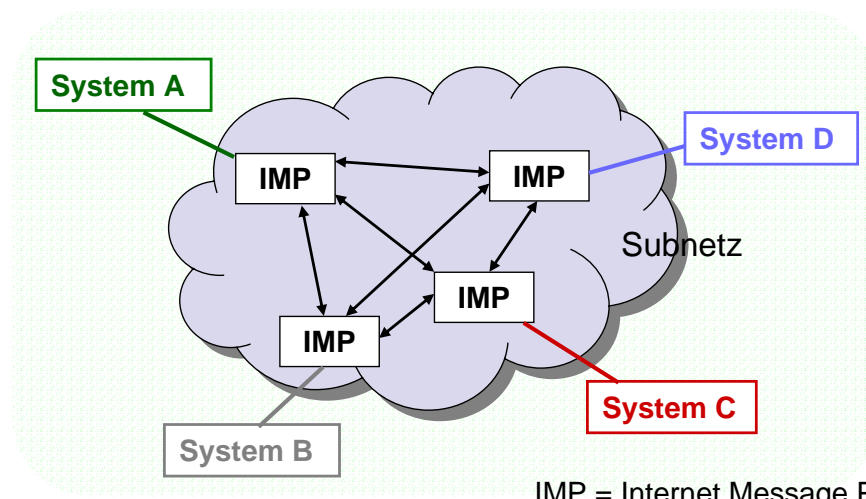 System A
System D
IMP
IMP
Subnetz
IMP
IMP
System C
System B
IMP = Internet Message